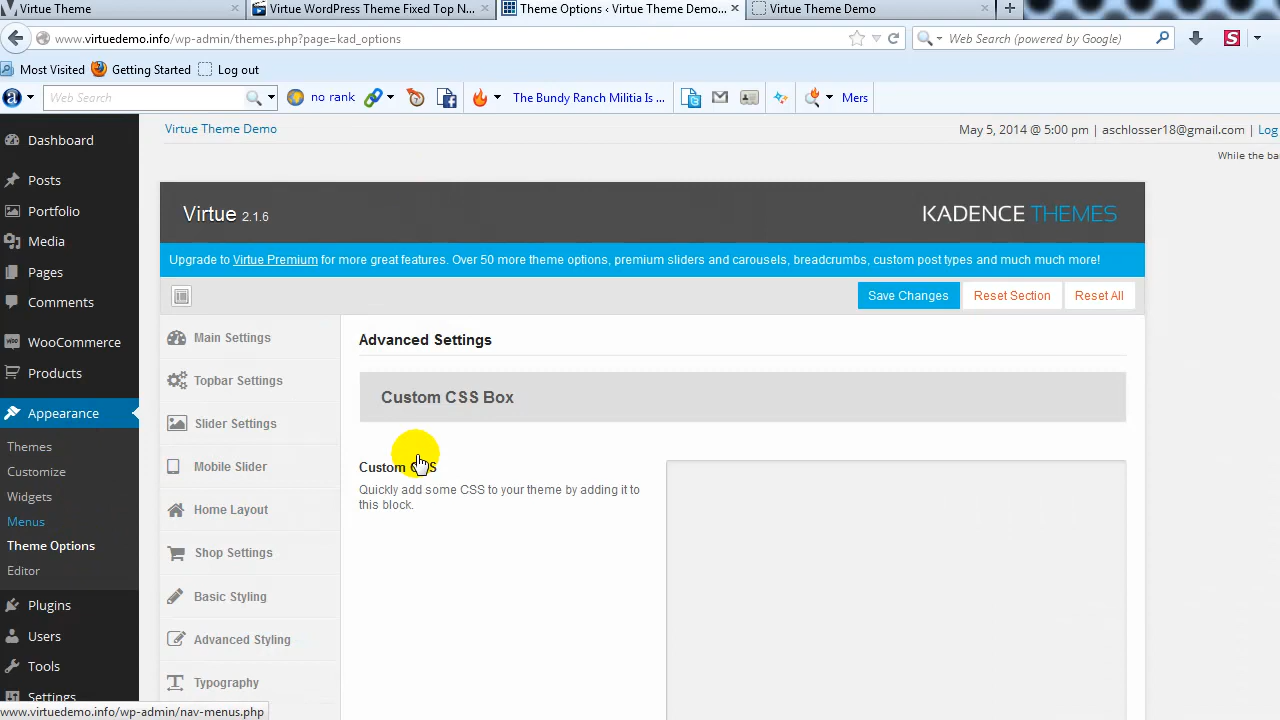 Virtue Theme
Virtue WordPress Theme Fixed Top N...
Theme Options ‹ Virtue Theme Demo...
Virtue Theme Demo
www.virtuedemo.info/wp-admin/themes.php?page=kad_options
Web Search (powered by Google)
S
Most Visited
Getting Started
Log out
a
Web Search
no rank
The Bundy Ranch Militia Is ...
Mers
Virtue Theme Demo
May 5, 2014 @ 5:00 pm | aschlosser18@gmail.com | Log
While the ba
Dashboard
Posts
Portfolio
Media
Pages
Comments
WooCommerce
Products
Appearance
Themes
Customize
Widgets
Menus
Theme Options
Editor
Plugins
Users
Tools
Settings
Virtue 2.1.6
KADENCE THEMES
Upgrade to Virtue Premium for more great features. Over 50 more theme options, premium sliders and carousels, breadcrumbs, custom post types and much much more!
Save Changes
Reset Section
Reset All
Main Settings
Topbar Settings
Slider Settings
Mobile Slider
Home Layout
Shop Settings
Basic Styling
Advanced Styling
Typography
Advanced Settings
Custom CSS Box
Custom CSS
Quickly add some CSS to your theme by adding it to
this block.
www.virtuedemo.info/wp-admin/nav-menus.php